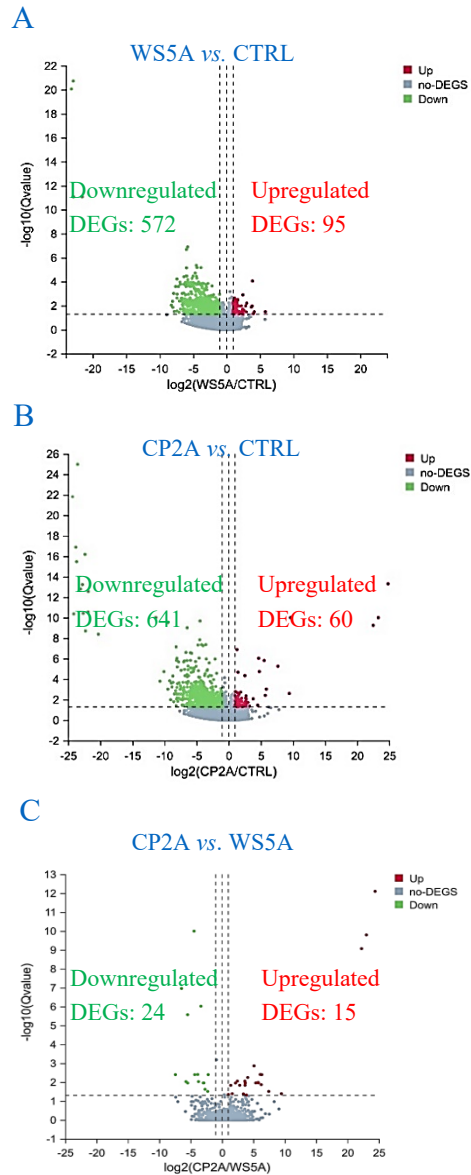 A
WS5A vs. CTRL
Up
no-DEGS
Down
22
20
18
16
14
12
10
8
6
4
2
0
-2
-log10(Qvalue)
Downregulated
DEGs: 572
Upregulated
DEGs: 95
-20 -15 -10 -5 0 5 10 15 20
log2(WS5A/CTRL)
B
CP2A vs. CTRL
Up
no-DEGS
Down
26
24
22
20
18
16
14
12
10
8
6
4
2
0
-2
-log10(Qvalue)
Downregulated
DEGs: 641
Upregulated
DEGs: 60
-25 -20 -15 -10 -5 0 5 10 15 20 25
log2(CP2A/CTRL)
C
CP2A vs. WS5A
Up
no-DEGS
Down
13
12
11
10
9
8
7
6
5
4
3
2
1
0
-1
-log10(Qvalue)
Downregulated
DEGs: 24
Upregulated
DEGs: 15
-25 -20 -15 -10 -5 0 5 10 15 20 25
log2(CP2A/WS5A)